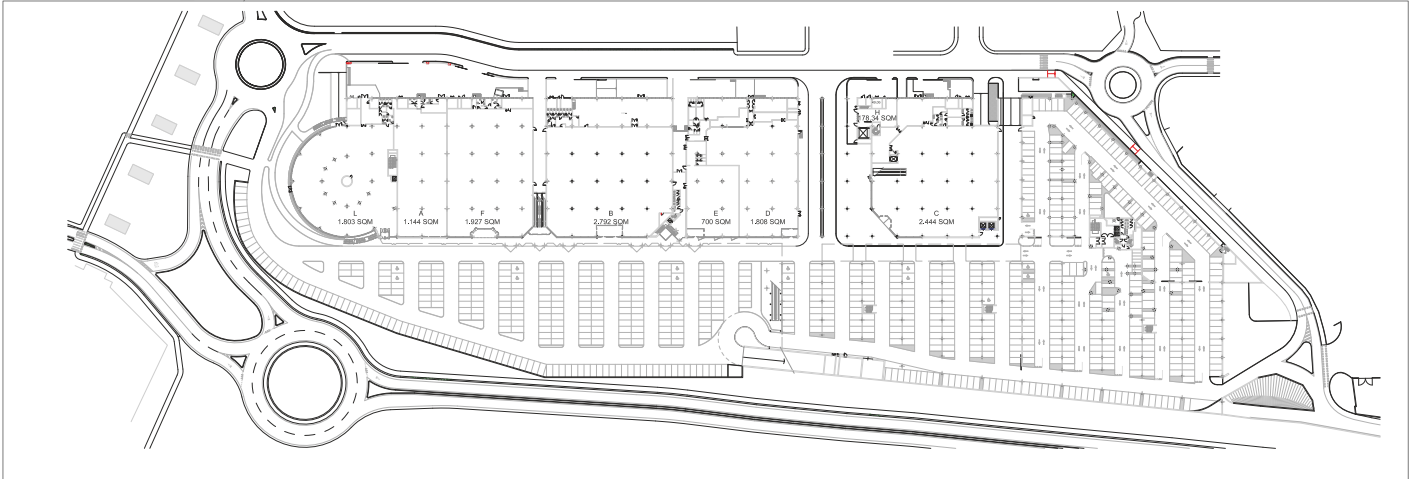 H
178.34 SQM
L
1.803 SQM
A
1.144 SQM
F
1.927 SQM
B
2.792 SQM
E
700 SQM
D
1.808 SQM
C
2.444 SQM